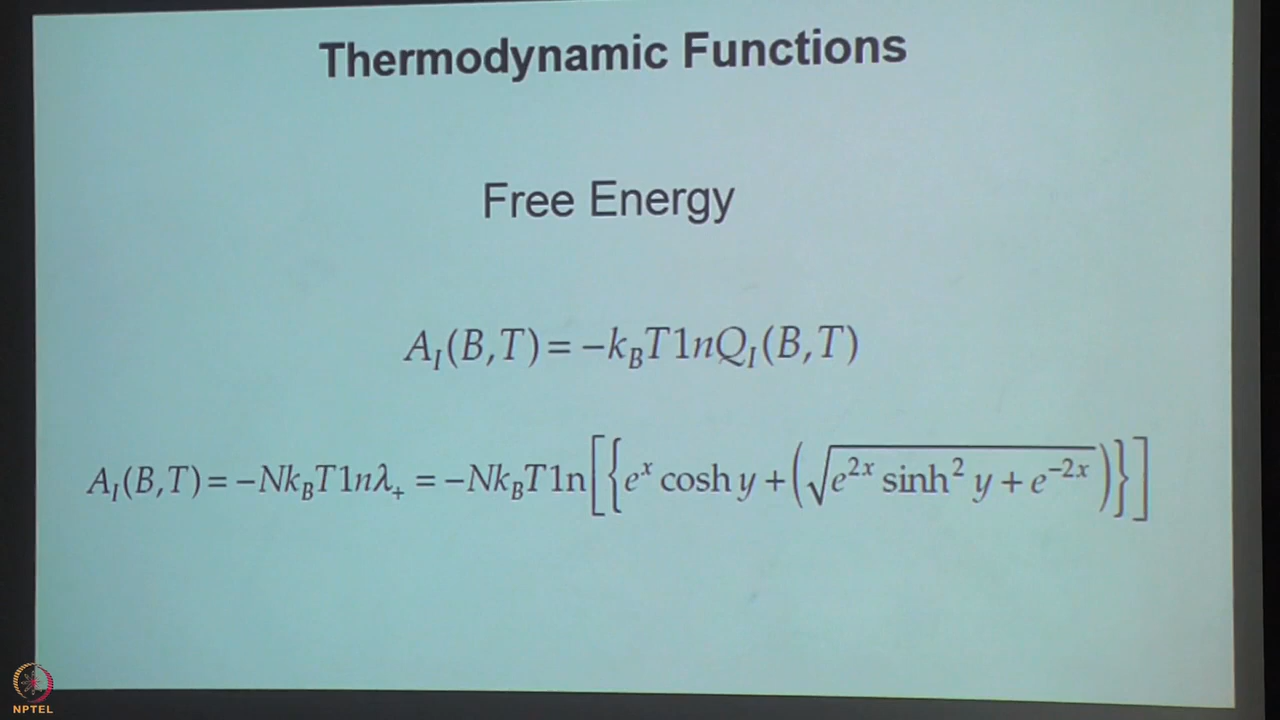 Thermodynamic Functions
Free Energy
A_I(B,T) = −k_BT1nQ_I(B,T)
A_I(B,T) = −Nk_BT1nλ_+ = −Nk_BT1n[{e^x cosh y + (√(e^{2x} sinh^2 y + e^{−2x}))}]
NPTEL